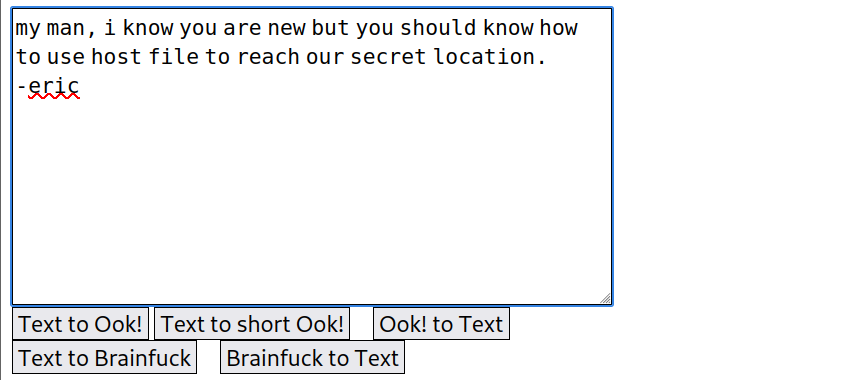 my man, i know you are new but you should know how
to use host file to reach our secret location.
-eric
Text to Ook! Text to short Ook! Ook! to Text
Text to Brainfuck Brainfuck to Text